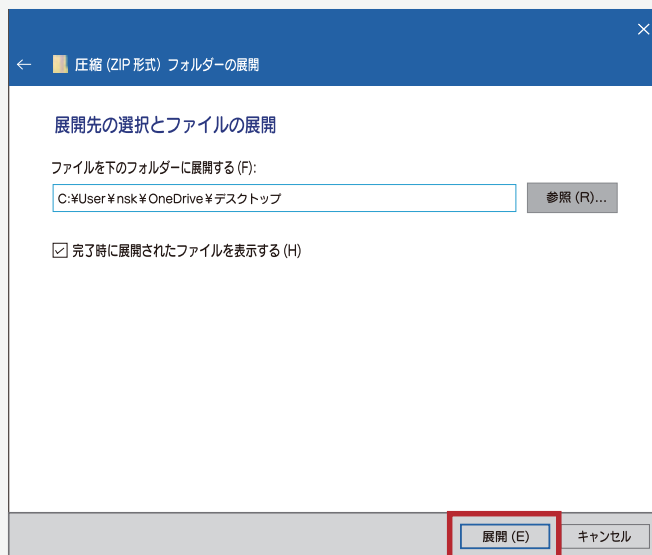 圧縮 (ZIP 形式) フォルダーの展開
展開先の選択とファイルの展開
ファイルを下のフォルダーに展開する (F):
C:¥User¥nsk¥OneDrive¥デスクトップ
参照 (R)...
完了時に展開されたファイルを表示する (H)
展開 (E)
キャンセル